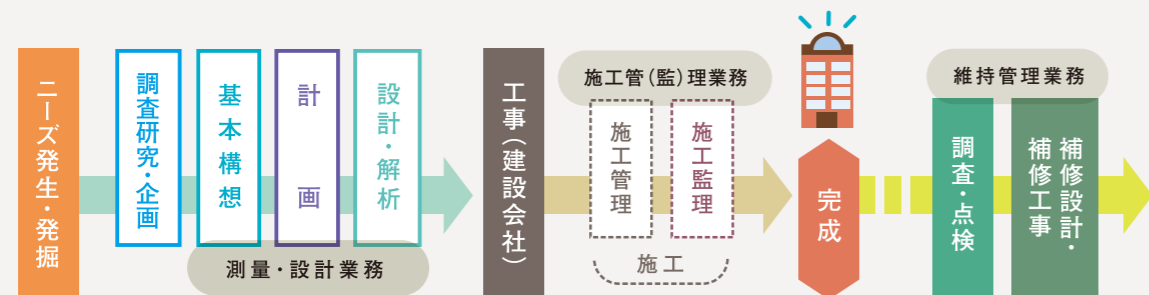 ニーズ発生・発掘
調査研究・企画
基本構想
計画
設計・解析
測量・設計業務
工事(建設会社)
施工管(監)理業務
施工管理
施工監理
施工
完成
維持管理業務
調査・点検
補修設計・
補修工事